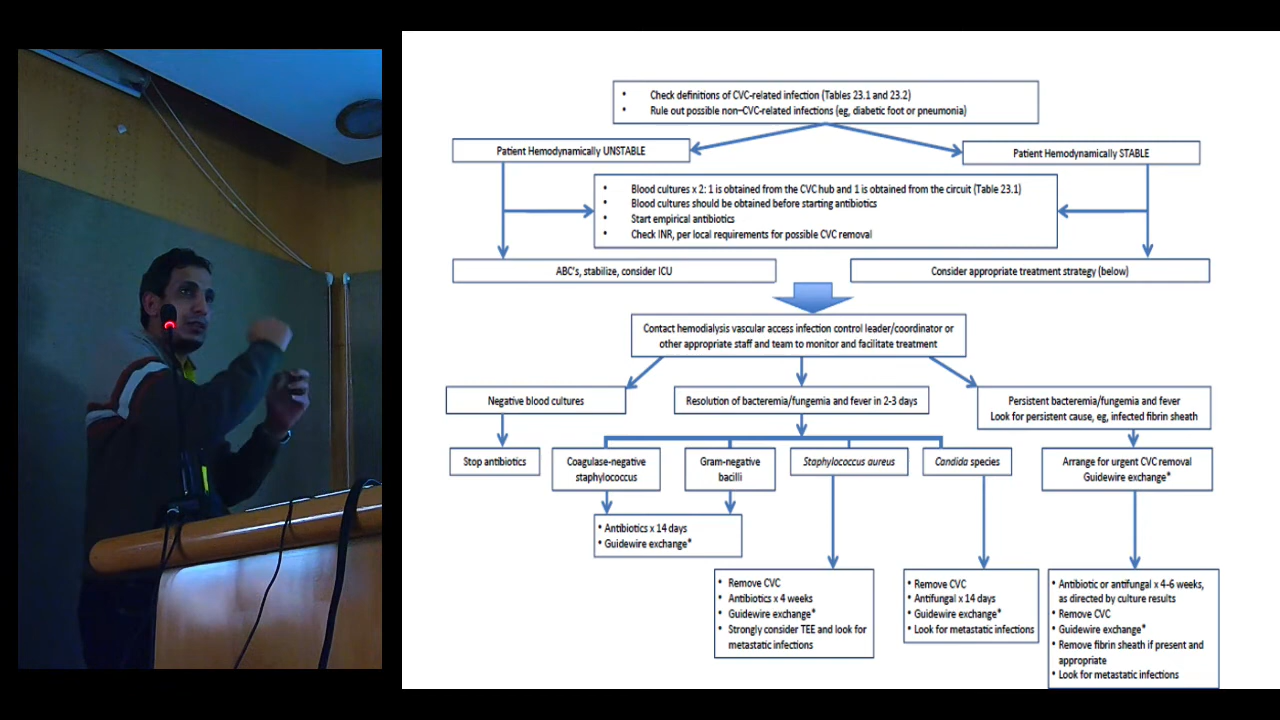 • Check definitions of CVC-related infection (Tables 23.1 and 23.2)
• Rule out possible non–CVC-related infections (eg, diabetic foot or pneumonia)
Patient Hemodynamically UNSTABLE
Patient Hemodynamically STABLE
• Blood cultures x 2: 1 is obtained from the CVC hub and 1 is obtained from the circuit (Table 23.1)
• Blood cultures should be obtained before starting antibiotics
• Start empirical antibiotics
• Check INR, per local requirements for possible CVC removal
ABC's, stabilize, consider ICU
Consider appropriate treatment strategy (below)
Contact hemodialysis vascular access infection control leader/coordinator or
other appropriate staff and team to monitor and facilitate treatment
Negative blood cultures
Resolution of bacteremia/fungemia and fever in 2-3 days
Persistent bacteremia/fungemia and fever
Look for persistent cause, eg, infected fibrin sheath
Stop antibiotics
Coagulase-negative
staphylococcus
Gram-negative
bacilli
Staphylococcus aureus
Candida species
Arrange for urgent CVC removal
Guidewire exchange*
• Antibiotics x 14 days
• Guidewire exchange*
• Remove CVC
• Antibiotics x 4 weeks
• Guidewire exchange*
• Strongly consider TEE and look for
metastatic infections
• Remove CVC
• Antifungal x 14 days
• Guidewire exchange*
• Look for metastatic infections
• Antibiotic or antifungal x 4-6 weeks,
as directed by culture results
• Remove CVC
• Guidewire exchange*
• Remove fibrin sheath if present and
appropriate
• Look for metastatic infections